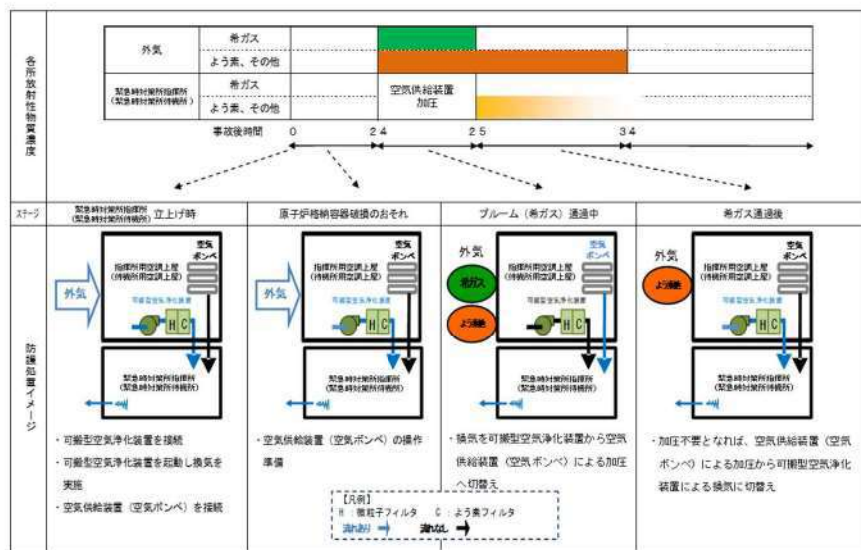 各所放射性物質濃度
外気
希ガス
よう素、その他
緊急時対策所指揮所
(緊急時対策所待機所)
希ガス
よう素、その他
空気供給装置
加圧
事故後時間
0
24
25
34
ステージ
緊急時対策所指揮所
(緊急時対策所待機所)
立上げ時
原子炉格納容器破損のおそれ
プルーム(希ガス)通過中
希ガス通過後
防護処置イメージ
外気
空気
ボンベ
指揮所用空調上屋
(待機所用空調上屋)
可搬型空気浄化装置
H C
緊急時対策所指揮所
(緊急時対策所待機所)
・可搬型空気浄化装置を接続
・可搬型空気浄化装置を起動し換気を
実施
・空気供給装置(空気ボンベ)を接続
外気
空気
ボンベ
指揮所用空調上屋
(待機所用空調上屋)
可搬型空気浄化装置
H C
緊急時対策所指揮所
(緊急時対策所待機所)
・空気供給装置(空気ボンベ)の操作
準備
外気
希ガス
空気
ボンベ
指揮所用空調上屋
(待機所用空調上屋)
可搬型空気浄化装置
H C
緊急時対策所指揮所
(緊急時対策所待機所)
・換気を可搬型空気浄化装置から空気
供給装置(空気ボンベ)による加圧
へ切替え
外気
空気
ボンベ
指揮所用空調上屋
(待機所用空調上屋)
可搬型空気浄化装置
H C
緊急時対策所指揮所
(緊急時対策所待機所)
・加圧不要となれば、空気供給装置(空気
ボンベ)による加圧から可搬型空気浄化
装置による換気に切替え
【凡例】
H :微粒子フィルタ C :よう素フィルタ
流れあり 流れなし